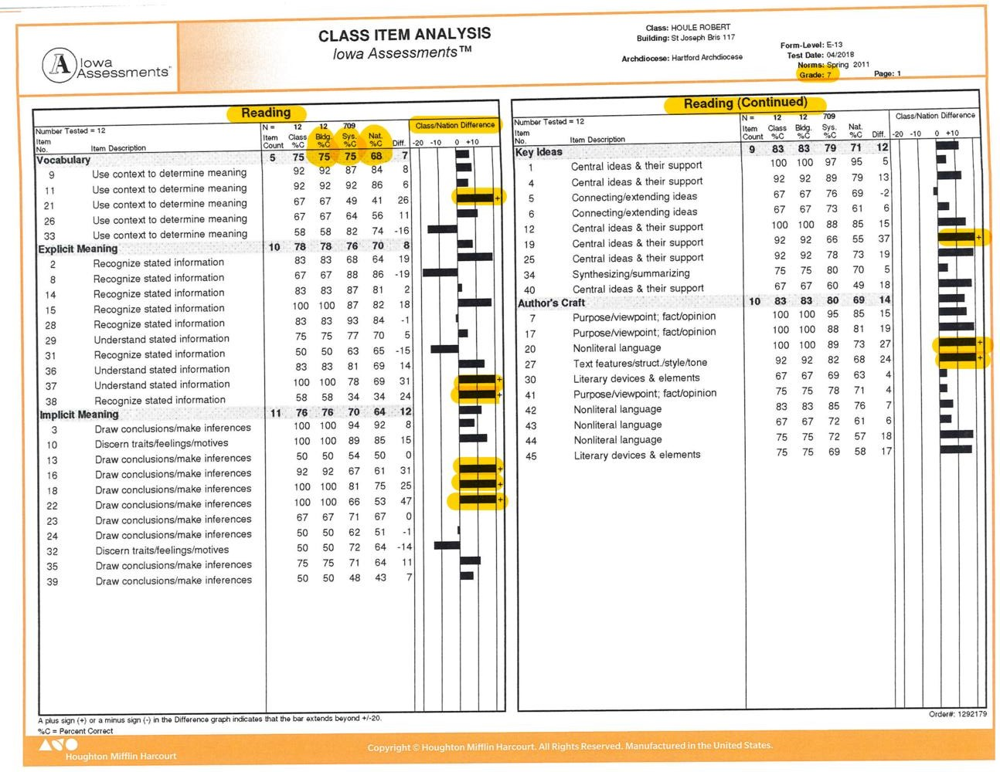 CLASS ITEM ANALYSIS
Iowa Assessments™
A Iowa
Assessments™
Class: HOULE ROBERT
Building: St Joseph Bris 117
Archdiocese: Hartford Archdiocese
Form-Level: E-13
Test Date: 04/2018
Norms: Spring 2011
Grade: 7
Page: 1
Reading
Number Tested = 12
N = 12 12 709
Item No. Item Description Item Count Class %C Bldg. %C Sys. %C Nat. %C Diff.
Class/Nation Difference
-20 -10 0 +10
Vocabulary 5 75 75 75 68 7
9 Use context to determine meaning 92 92 87 84 8
11 Use context to determine meaning 92 92 92 86 6
21 Use context to determine meaning 67 67 49 41 26 +
26 Use context to determine meaning 67 67 64 56 11
33 Use context to determine meaning 58 58 82 74 -16
Explicit Meaning 10 78 78 76 70 8
2 Recognize stated information 83 83 68 64 19
8 Recognize stated information 67 67 88 86 -19
14 Recognize stated information 83 83 87 81 2
15 Recognize stated information 100 100 87 82 18
28 Recognize stated information 83 83 93 84 -1
29 Understand stated information 75 75 77 70 5
31 Recognize stated information 50 50 63 65 -15
36 Understand stated information 83 83 81 69 14
37 Understand stated information 100 100 78 69 31 +
38 Recognize stated information 58 58 34 34 24 +
Implicit Meaning 11 76 76 70 64 12
3 Draw conclusions/make inferences 100 100 94 92 8
10 Discern traits/feelings/motives 100 100 89 85 15
13 Draw conclusions/make inferences 50 50 54 50 0
16 Draw conclusions/make inferences 92 92 67 61 31 +
18 Draw conclusions/make inferences 100 100 81 75 25 +
22 Draw conclusions/make inferences 100 100 66 53 47 +
23 Draw conclusions/make inferences 67 67 71 67 0
24 Draw conclusions/make inferences 50 50 62 51 -1
32 Discern traits/feelings/motives 50 50 72 64 -14
35 Draw conclusions/make inferences 75 75 71 64 11
39 Draw conclusions/make inferences 50 50 48 43 7
Reading (Continued)
Number Tested = 12
N = 12 12 709
Item No. Item Description Item Count Class %C Bldg. %C Sys. %C Nat. %C Diff.
Class/Nation Difference
-20 -10 0 +10
Key Ideas 9 83 83 79 71 12
1 Central ideas & their support 100 100 97 95 5
4 Central ideas & their support 92 92 89 79 13
5 Connecting/extending ideas 67 67 76 69 -2
6 Connecting/extending ideas 67 67 73 61 6
12 Central ideas & their support 100 100 88 85 15
19 Central ideas & their support 92 92 66 55 37 +
25 Central ideas & their support 92 92 78 73 19
34 Synthesizing/summarizing 75 75 80 70 5
40 Central ideas & their support 67 67 60 49 18
Author's Craft 10 83 83 80 69 14
7 Purpose/viewpoint; fact/opinion 100 100 95 85 15
17 Purpose/viewpoint; fact/opinion 100 100 88 81 19
20 Nonliteral language 100 100 89 73 27 +
27 Text features/struct./style/tone 92 92 82 68 24 +
30 Literary devices & elements 67 67 69 63 4
41 Purpose/viewpoint; fact/opinion 75 75 78 71 4
42 Nonliteral language 83 83 85 76 7
43 Nonliteral language 67 67 72 61 6
44 Nonliteral language 75 75 72 57 18
45 Literary devices & elements 75 75 69 58 17
A plus sign (+) or a minus sign (-) in the Difference graph indicates that the bar extends beyond +/-20.
%C = Percent Correct
Order#: 1292179
Houghton Mifflin Harcourt
Copyright © Houghton Mifflin Harcourt. All Rights Reserved. Manufactured in the United States.